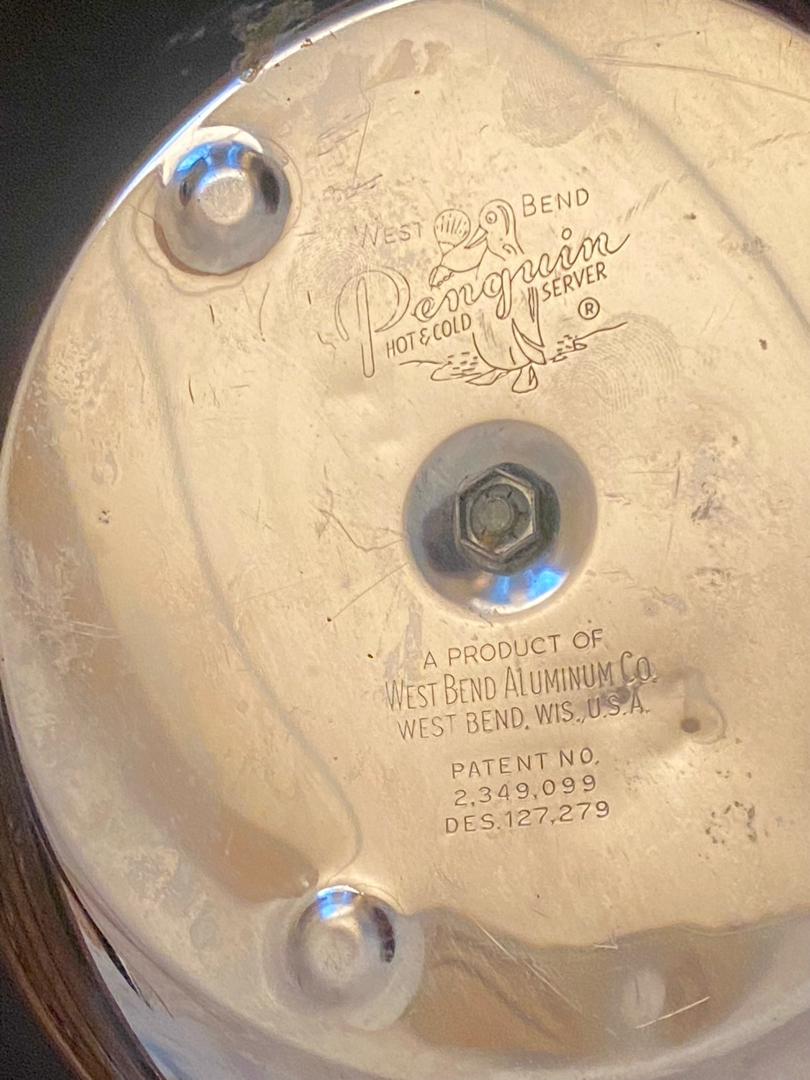 WEST BEND
Penguin
HOT & COLD SERVER ®
A PRODUCT OF
WEST BEND ALUMINUM CO.
WEST BEND, WIS., U.S.A.
PATENT NO.
2,349,099
DES. 127,279